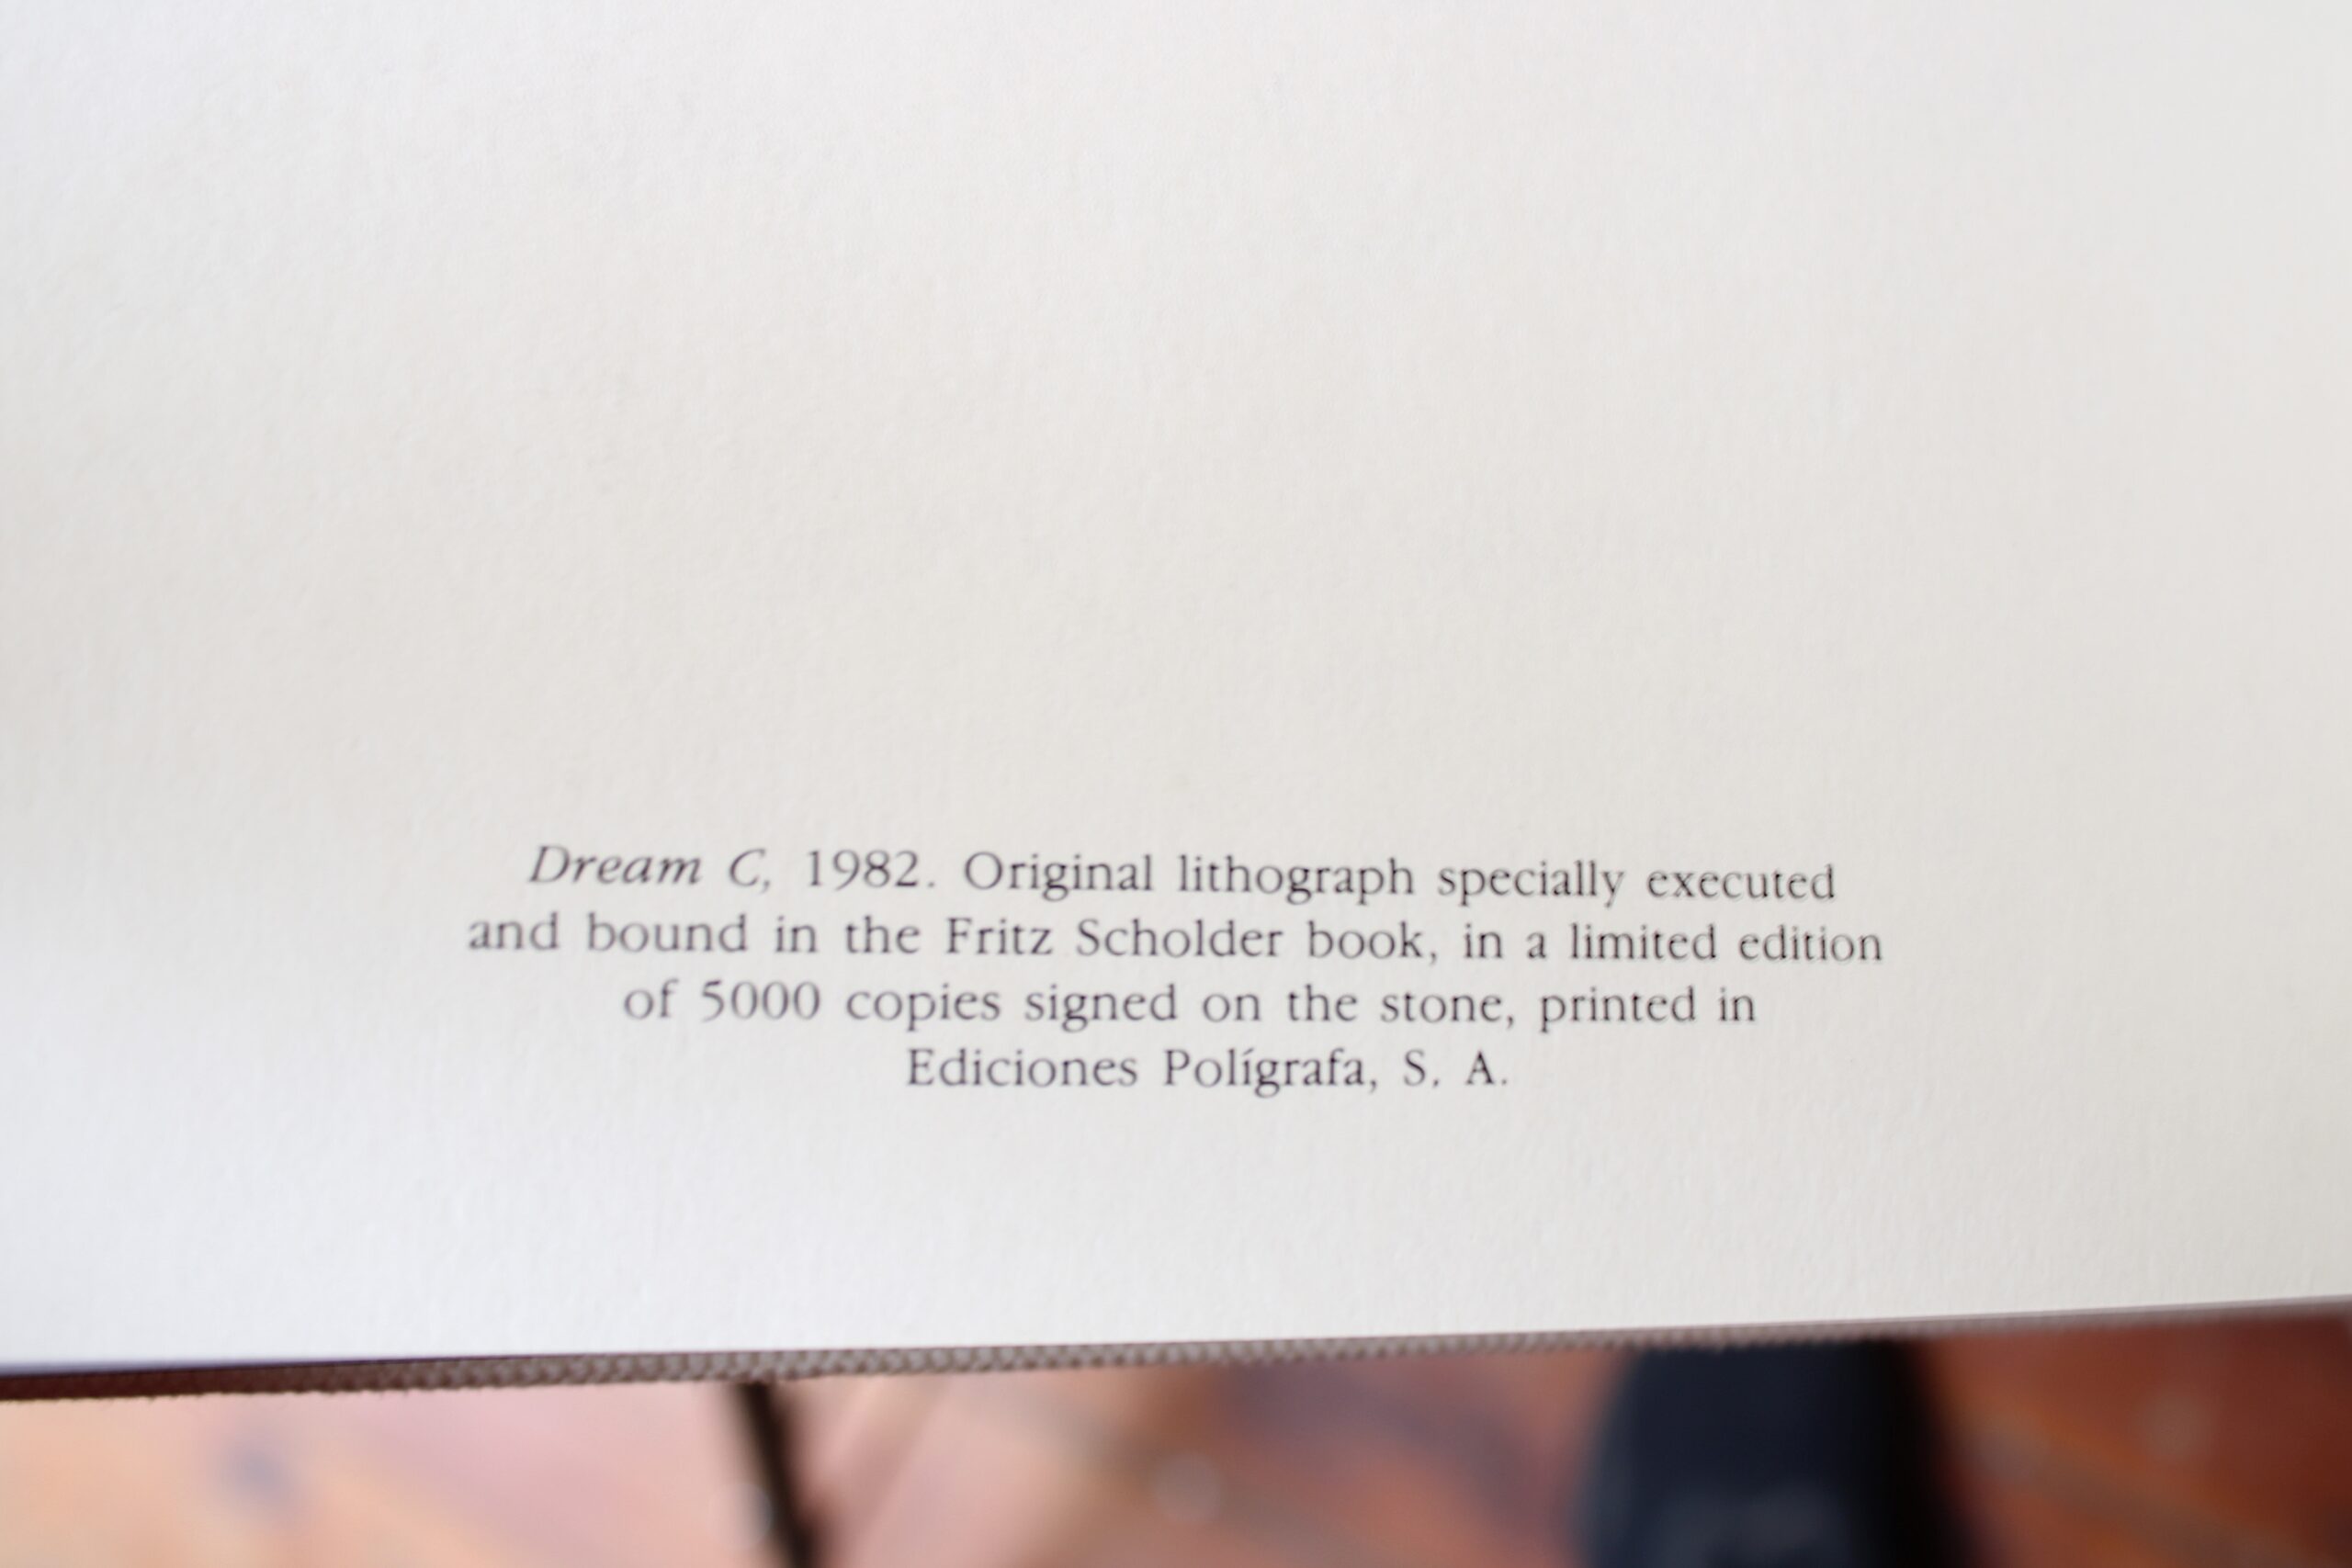 Dream C, 1982. Original lithograph specially executed
and bound in the Fritz Scholder book, in a limited edition
of 5000 copies signed on the stone, printed in
Ediciones Polígrafa, S. A.